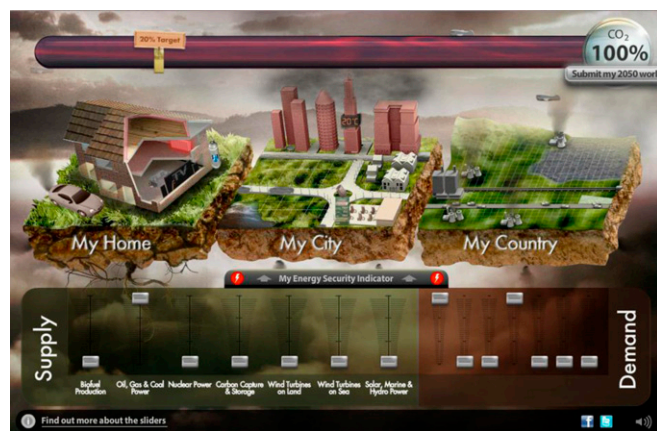 20% Target
CO2
100%
Submit my 2050 worl
20°C
My Home
My City
My Country
My Energy Security Indicator
Supply
Biofuel
Production
Oil, Gas & Coal
Power
Nuclear Power
Carbon Capture
& Storage
Wind Turbines
on Land
Wind Turbines
on Sea
Solar, Marine &
Hydro Power
Demand
Find out more about the sliders